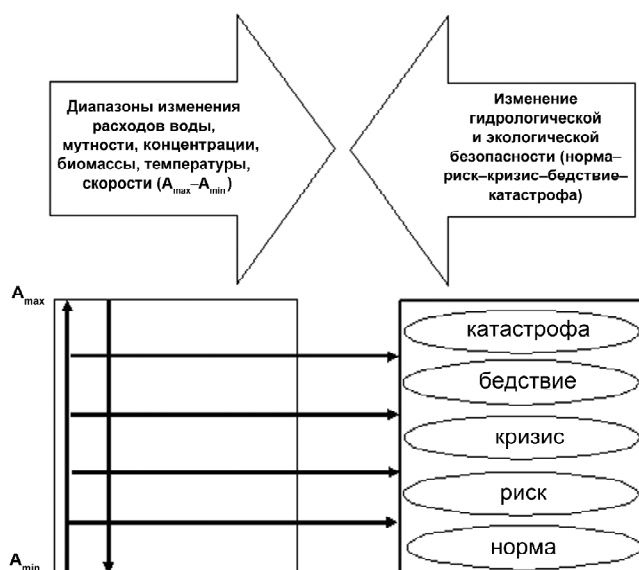 Диапазоны изменения
расходов воды,
мутности, концентрации,
биомассы, температуры,
скорости (Amax–Amin)
Изменение
гидрологической
и экологической
безопасности (норма–
риск–кризис–бедствие–
катастрофа)
Amax
катастрофа
бедствие
кризис
риск
норма
Amin